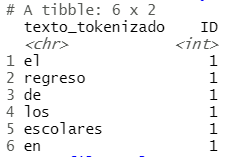 # A tibble: 6 x 2
texto_tokenizado ID
<chr> <int>
1 el 1
2 regreso 1
3 de 1
4 los 1
5 escolares 1
6 en 1